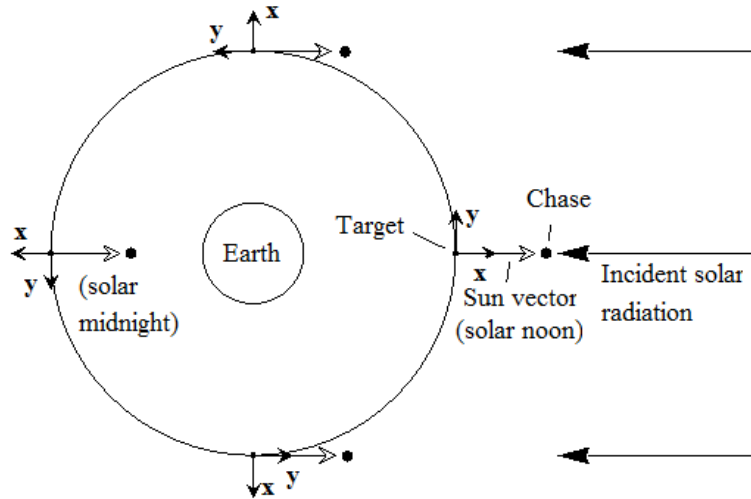 x
y
Chase
Target
y
x
Earth
x
y
(solar
midnight)
Sun vector
(solar noon)
Incident solar
radiation
y
x